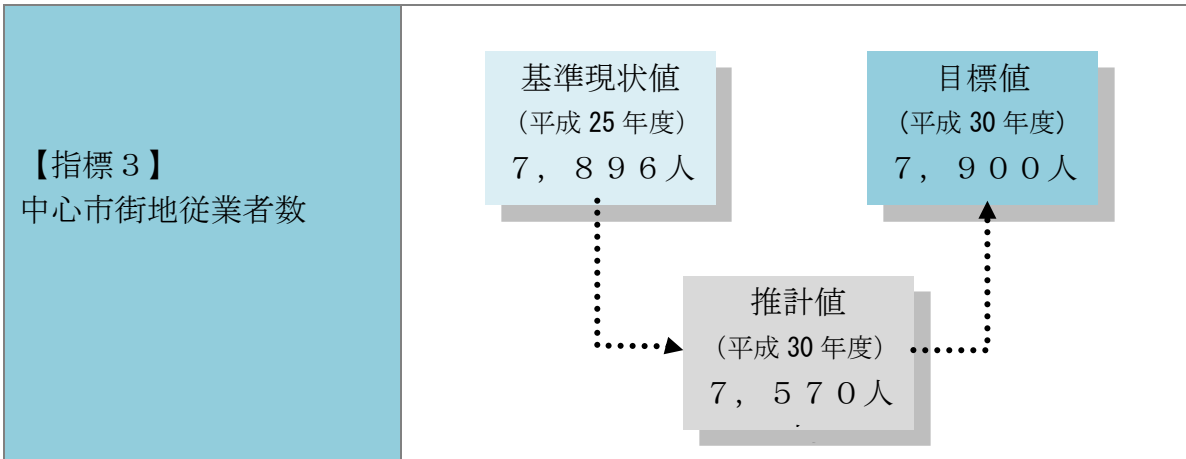 【指標３】
中心市街地従業者数
基準現状値
（平成 25 年度）
７，８９６人
目標値
（平成 30 年度）
７，９００人
推計値
（平成 30 年度）
７，５７０人